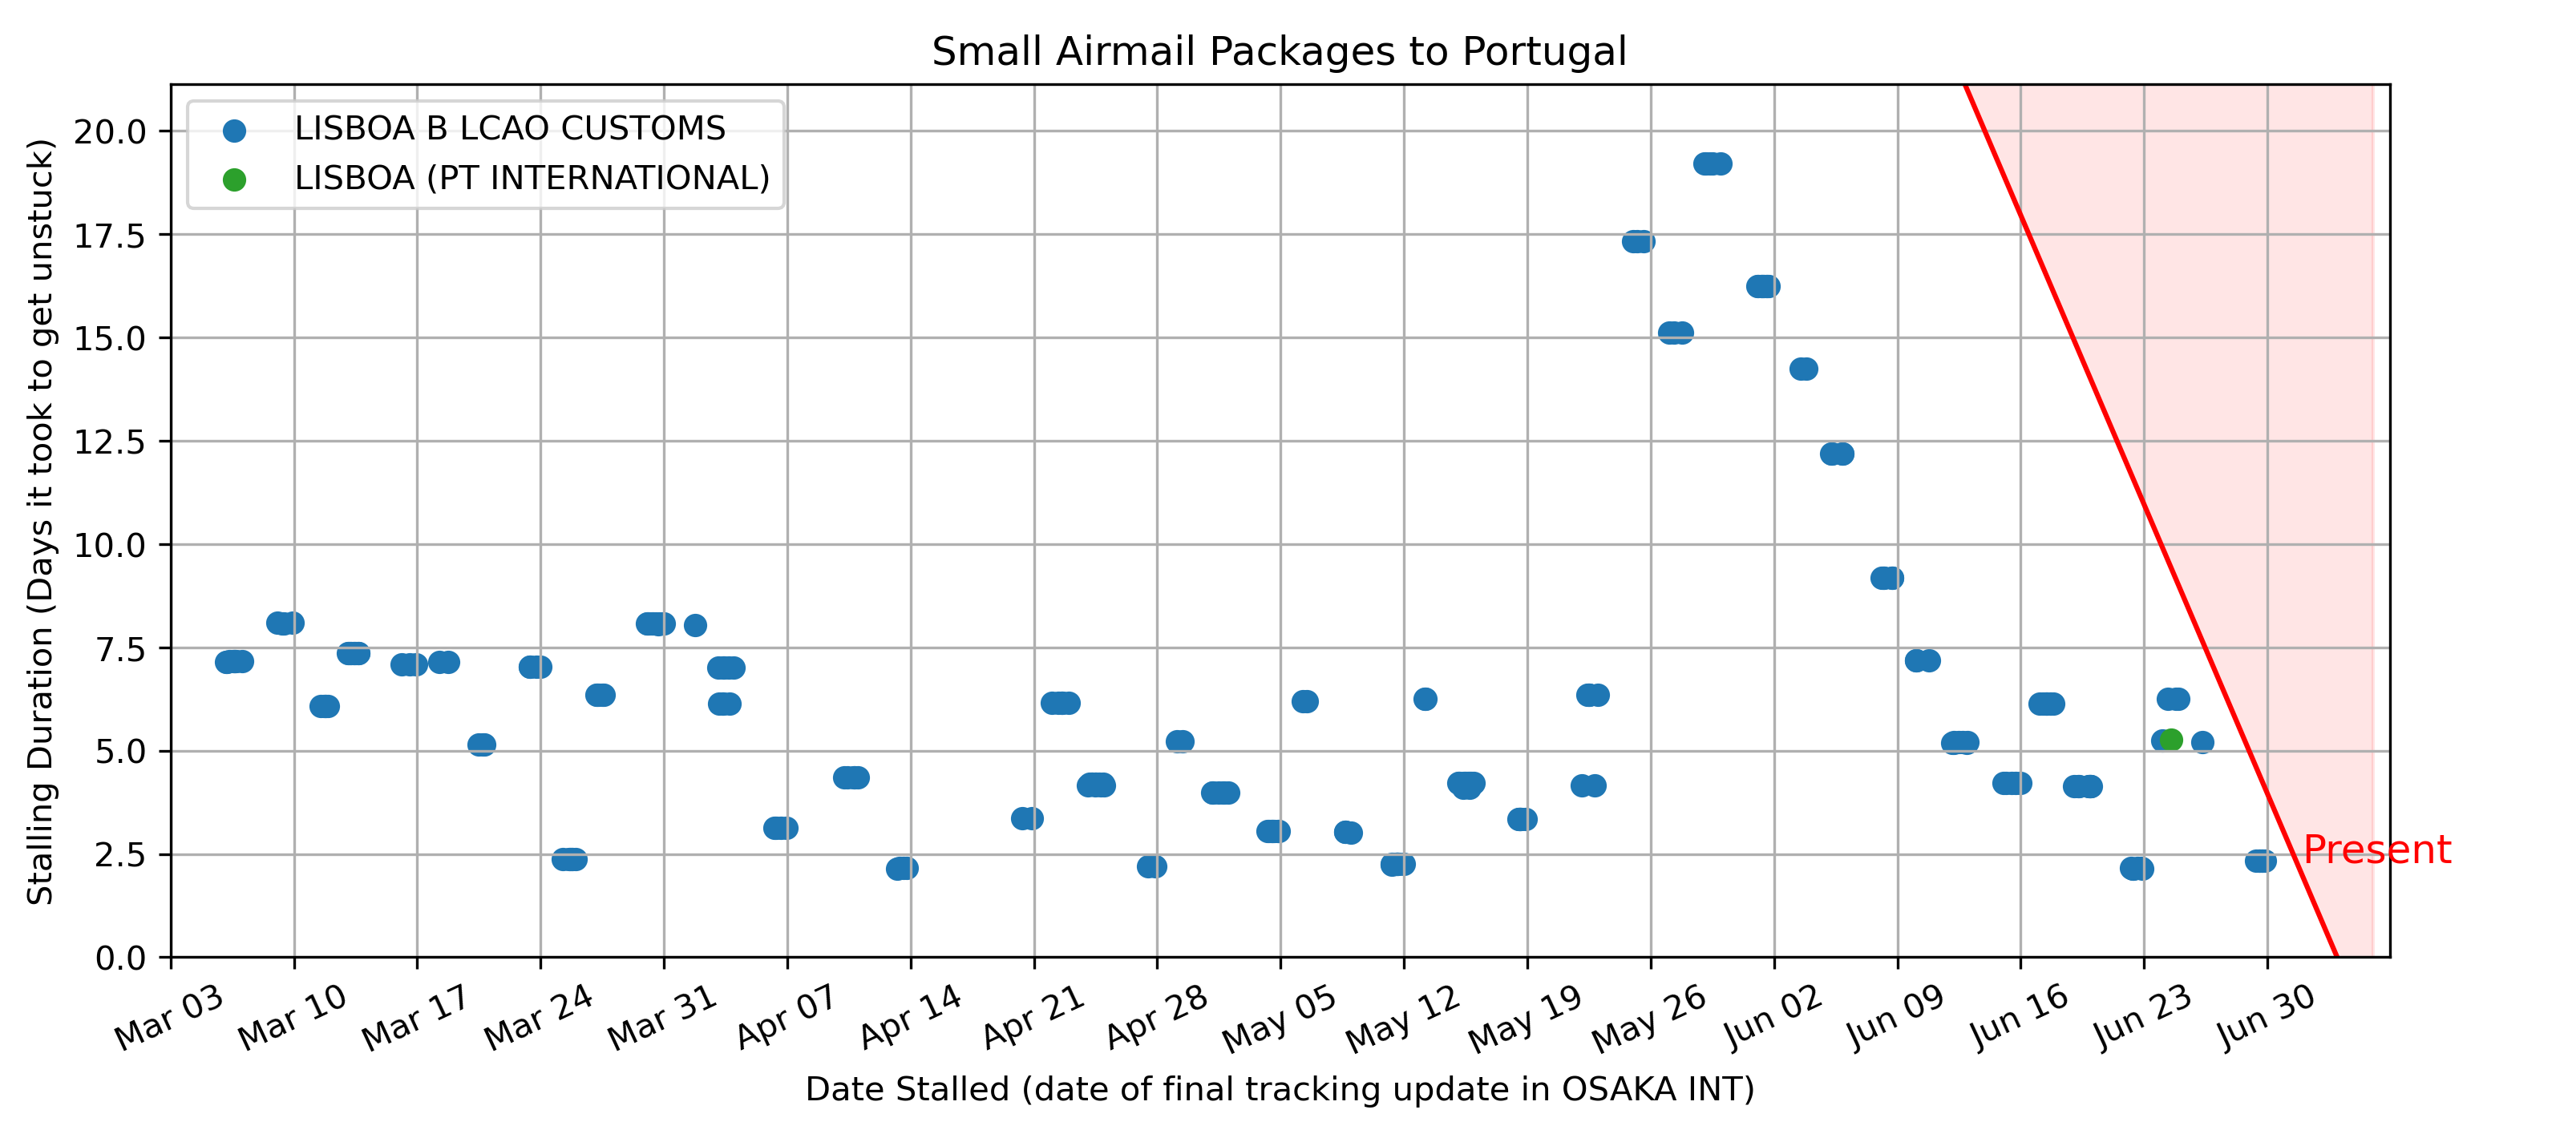 Small Airmail Packages to Portugal
LISBOA B LCAO CUSTOMS
LISBOA (PT INTERNATIONAL)
Stalling Duration (Days it took to get unstuck)
20.0
17.5
15.0
12.5
10.0
7.5
5.0
2.5
0.0
Present
Mar 03 Mar 10 Mar 17 Mar 24 Mar 31 Apr 07 Apr 14 Apr 21 Apr 28 May 05 May 12 May 19 May 26 Jun 02 Jun 09 Jun 16 Jun 23 Jun 30
Date Stalled (date of final tracking update in OSAKA INT)